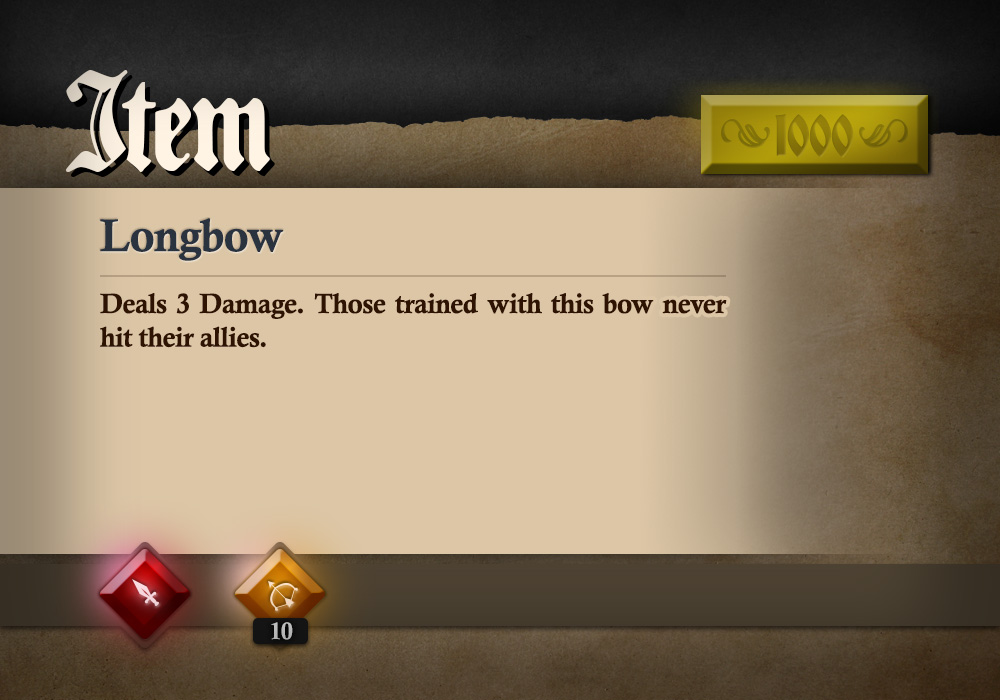 Item
1000
Longbow
Deals 3 Damage. Those trained with this bow never
hit their allies.
10